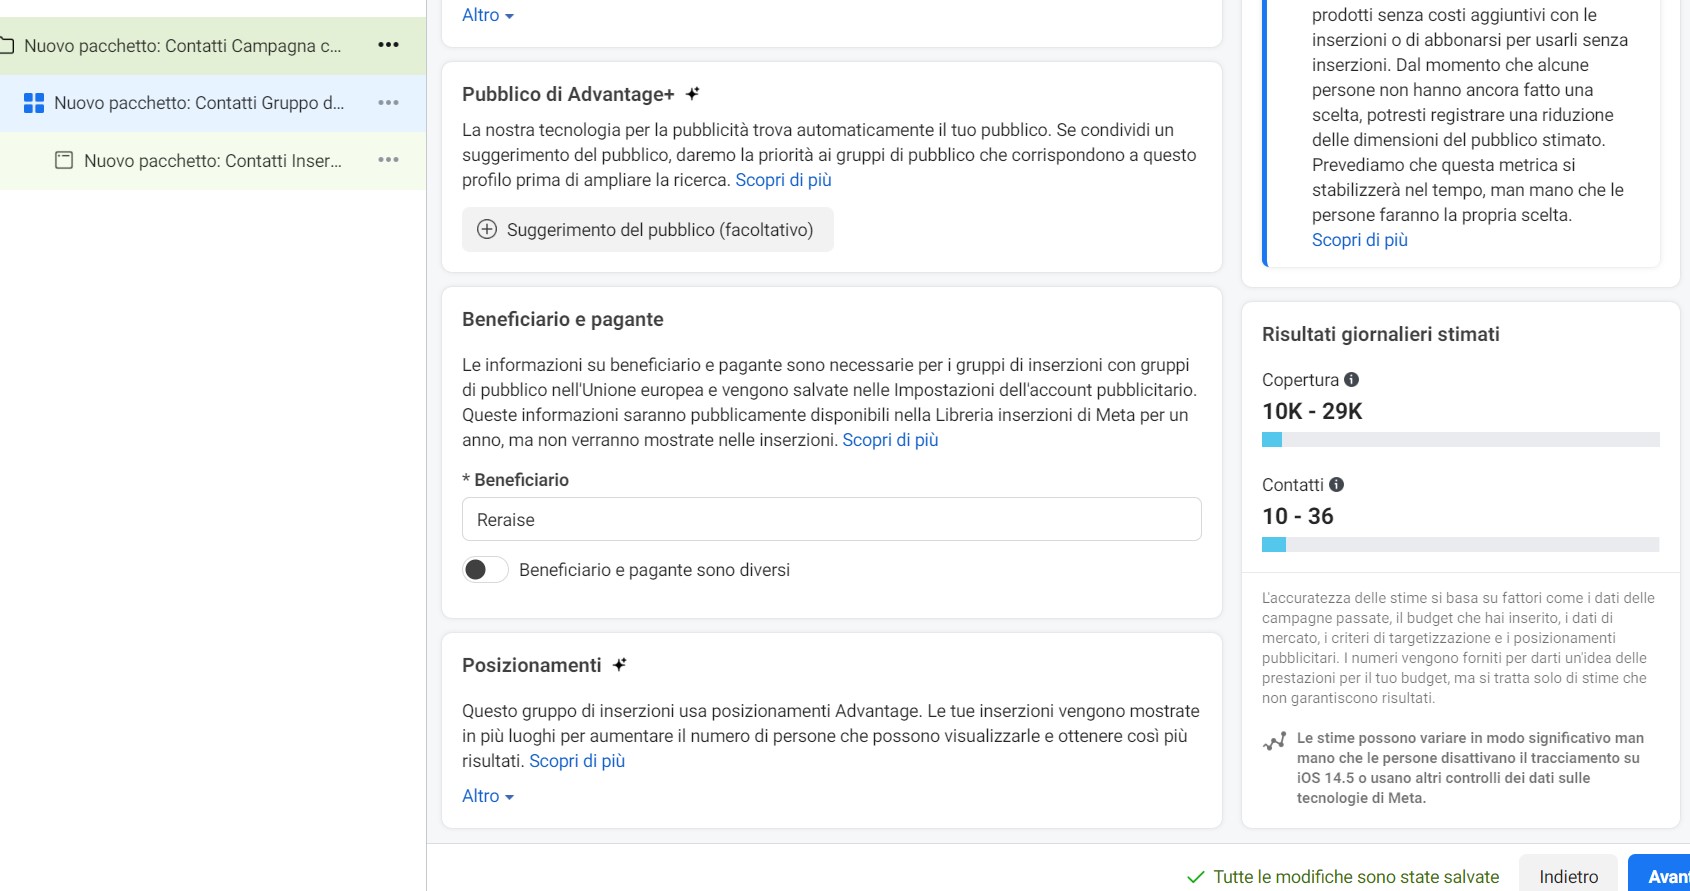 Nuovo pacchetto: Contatti Campagna c...
Nuovo pacchetto: Contatti Gruppo d...
Nuovo pacchetto: Contatti Inser...
Altro
Pubblico di Advantage+
La nostra tecnologia per la pubblicità trova automaticamente il tuo pubblico. Se condividi un
suggerimento del pubblico, daremo la priorità ai gruppi di pubblico che corrispondono a questo
profilo prima di ampliare la ricerca. Scopri di più
Suggerimento del pubblico (facoltativo)
Beneficiario e pagante
Le informazioni su beneficiario e pagante sono necessarie per i gruppi di inserzioni con gruppi
di pubblico nell'Unione europea e vengono salvate nelle Impostazioni dell'account pubblicitario.
Queste informazioni saranno pubblicamente disponibili nella Libreria inserzioni di Meta per un
anno, ma non verranno mostrate nelle inserzioni. Scopri di più
* Beneficiario
Reraise
Beneficiario e pagante sono diversi
Posizionamenti
Questo gruppo di inserzioni usa posizionamenti Advantage. Le tue inserzioni vengono mostrate
in più luoghi per aumentare il numero di persone che possono visualizzarle e ottenere così più
risultati. Scopri di più
Altro
prodotti senza costi aggiuntivi con le
inserzioni o di abbonarsi per usarli senza
inserzioni. Dal momento che alcune
persone non hanno ancora fatto una
scelta, potresti registrare una riduzione
delle dimensioni del pubblico stimato.
Prevediamo che questa metrica si
stabilizzerà nel tempo, man mano che le
persone faranno la propria scelta.
Scopri di più
Risultati giornalieri stimati
Copertura
10K - 29K
Contatti
10 - 36
L'accuratezza delle stime si basa su fattori come i dati delle
campagne passate, il budget che hai inserito, i dati di
mercato, i criteri di targetizzazione e i posizionamenti
pubblicitari. I numeri vengono forniti per darti un'idea delle
prestazioni per il tuo budget, ma si tratta solo di stime che
non garantiscono risultati.
Le stime possono variare in modo significativo man
mano che le persone disattivano il tracciamento su
iOS 14.5 o usano altri controlli dei dati sulle
tecnologie di Meta.
Tutte le modifiche sono state salvate
Indietro
Avant